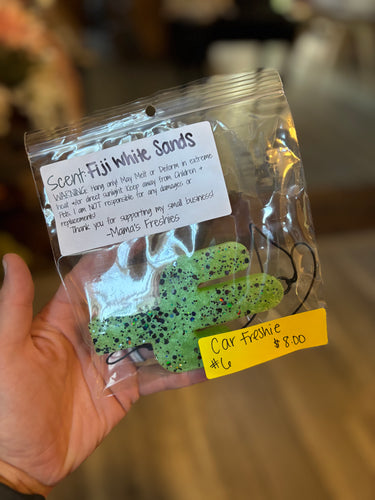 Scent: Fiji White Sands
WARNING: Hang only! May Melt or Deform in extreme
heat +/or direct sunlight. Keep away from Children +
Pets. I am NOT responsible for any damages or
replacements!
Thank you for supporting my small business!
~Mama's Freshies
Car Freshie
#6 $8.00